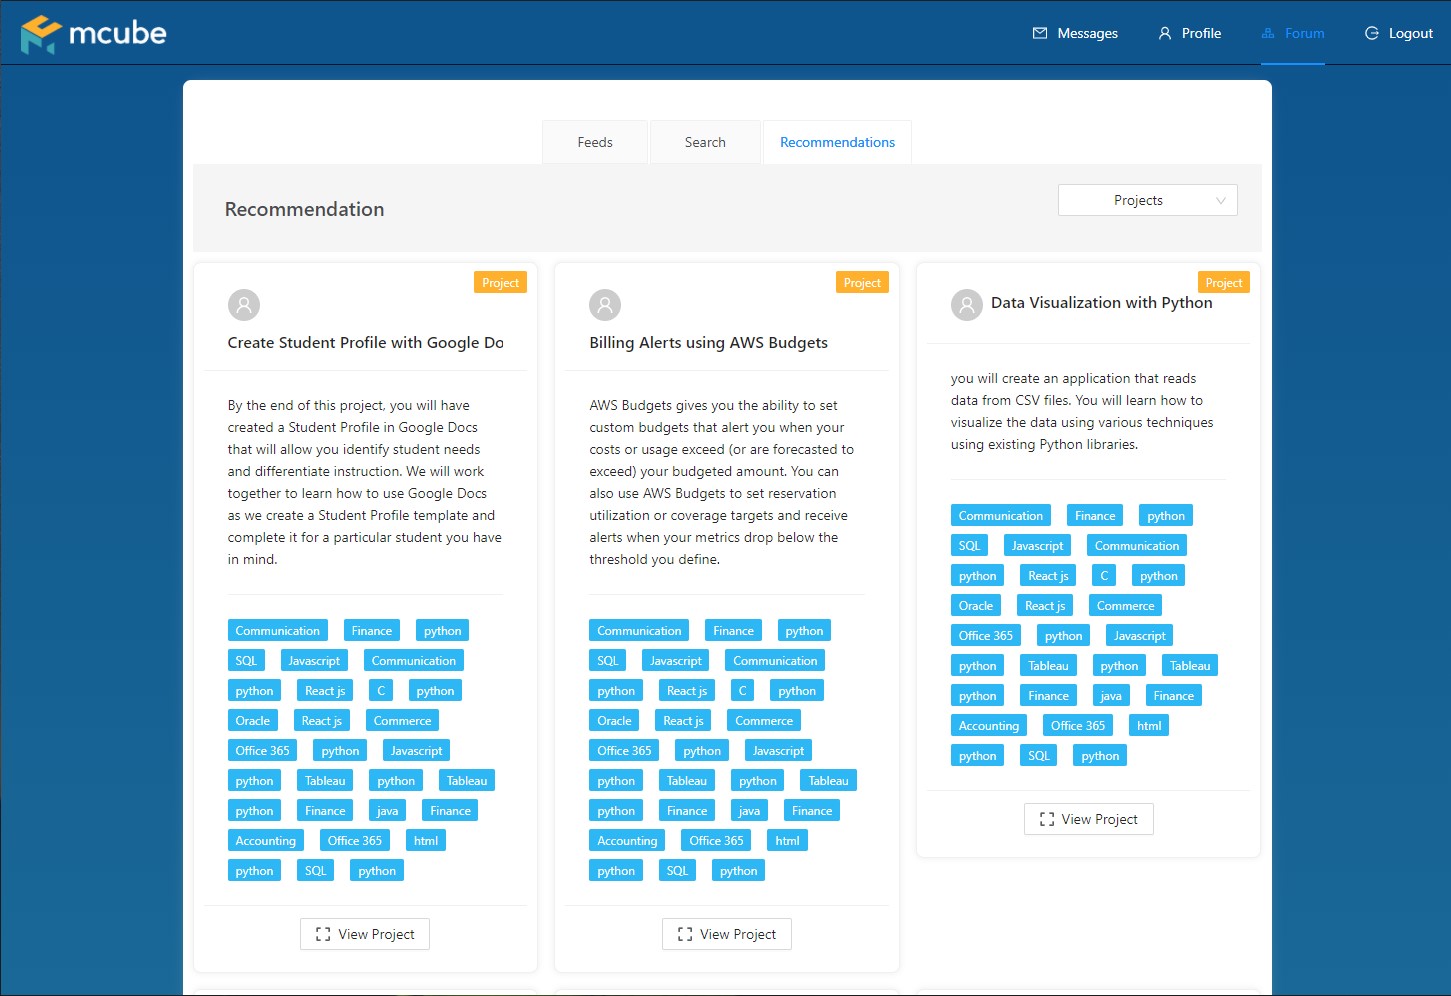 mcube
Messages Profile Forum Logout
Feeds Search Recommendations
Recommendation
Projects
Project
Create Student Profile with Google Do
By the end of this project, you will have
created a Student Profile in Google Docs
that will allow you identify student needs
and differentiate instruction. We will work
together to learn how to use Google Docs
as we create a Student Profile template and
complete it for a particular student you have
in mind.
Communication Finance python
SQL Javascript Communication
python React js C python
Oracle React js Commerce
Office 365 python Javascript
python Tableau python Tableau
python Finance java Finance
Accounting Office 365 html
python SQL python
View Project
Project
Billing Alerts using AWS Budgets
AWS Budgets gives you the ability to set
custom budgets that alert you when your
costs or usage exceed (or are forecasted to
exceed) your budgeted amount. You can
also use AWS Budgets to set reservation
utilization or coverage targets and receive
alerts when your metrics drop below the
threshold you define.
Communication Finance python
SQL Javascript Communication
python React js C python
Oracle React js Commerce
Office 365 python Javascript
python Tableau python Tableau
python Finance java Finance
Accounting Office 365 html
python SQL python
View Project
Project
Data Visualization with Python
you will create an application that reads
data from CSV files. You will learn how to
visualize the data using various techniques
using existing Python libraries.
Communication Finance python
SQL Javascript Communication
python React js C python
Oracle React js Commerce
Office 365 python Javascript
python Tableau python Tableau
python Finance java Finance
Accounting Office 365 html
python SQL python
View Project